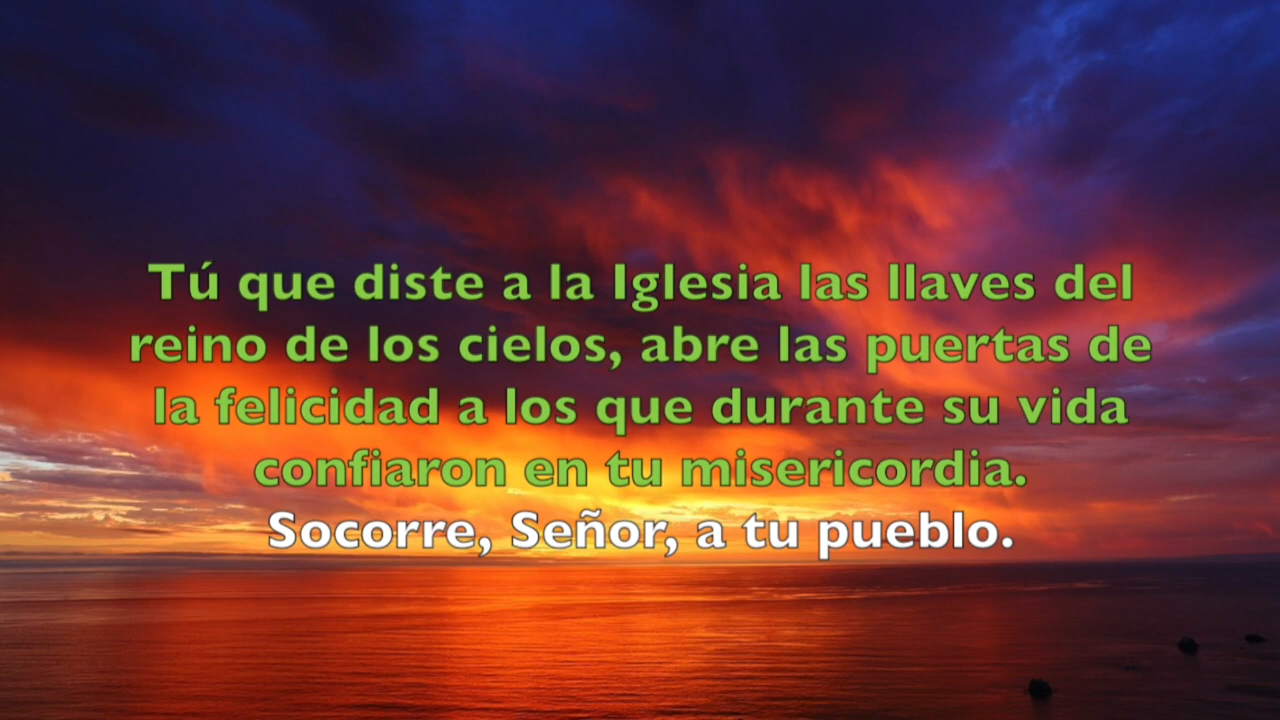 Tú que diste a la Iglesia las llaves del
reino de los cielos, abre las puertas de
la felicidad a los que durante su vida
confiaron en tu misericordia.
Socorre, Señor, a tu pueblo.